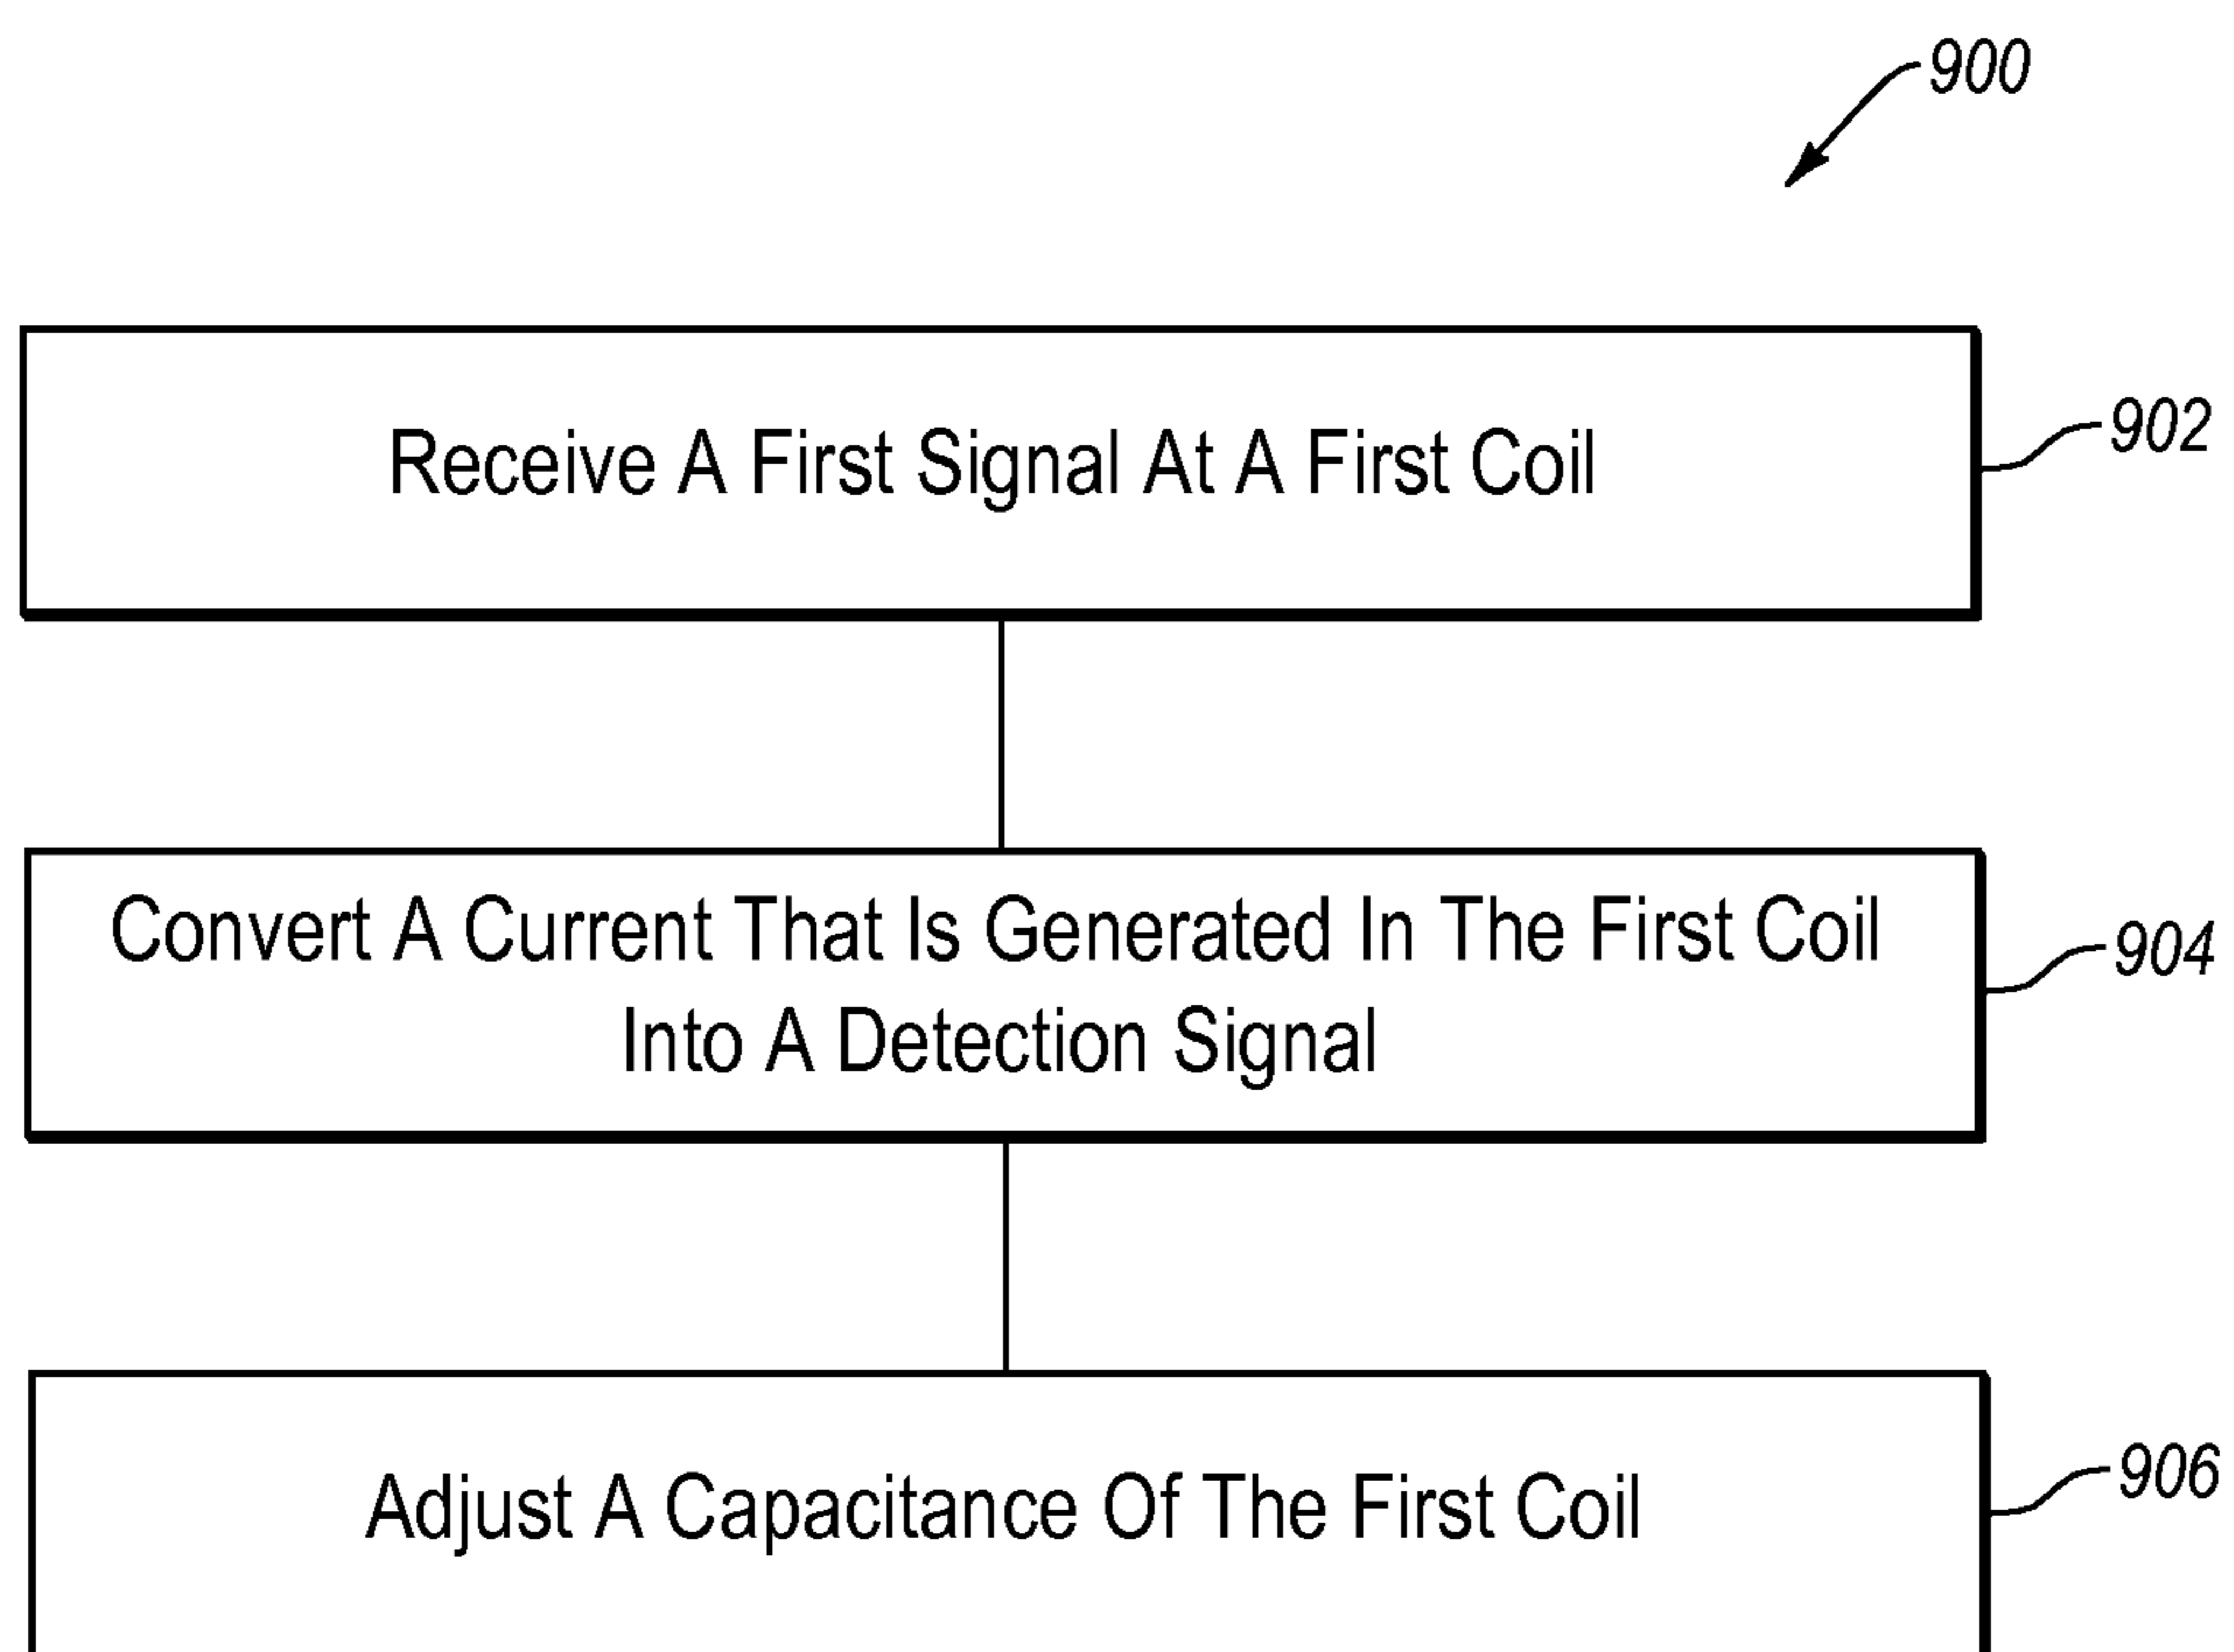 900
Receive A First Signal At A First Coil
902
Convert A Current That Is Generated In The First Coil
Into A Detection Signal
904
Adjust A Capacitance Of The First Coil
906